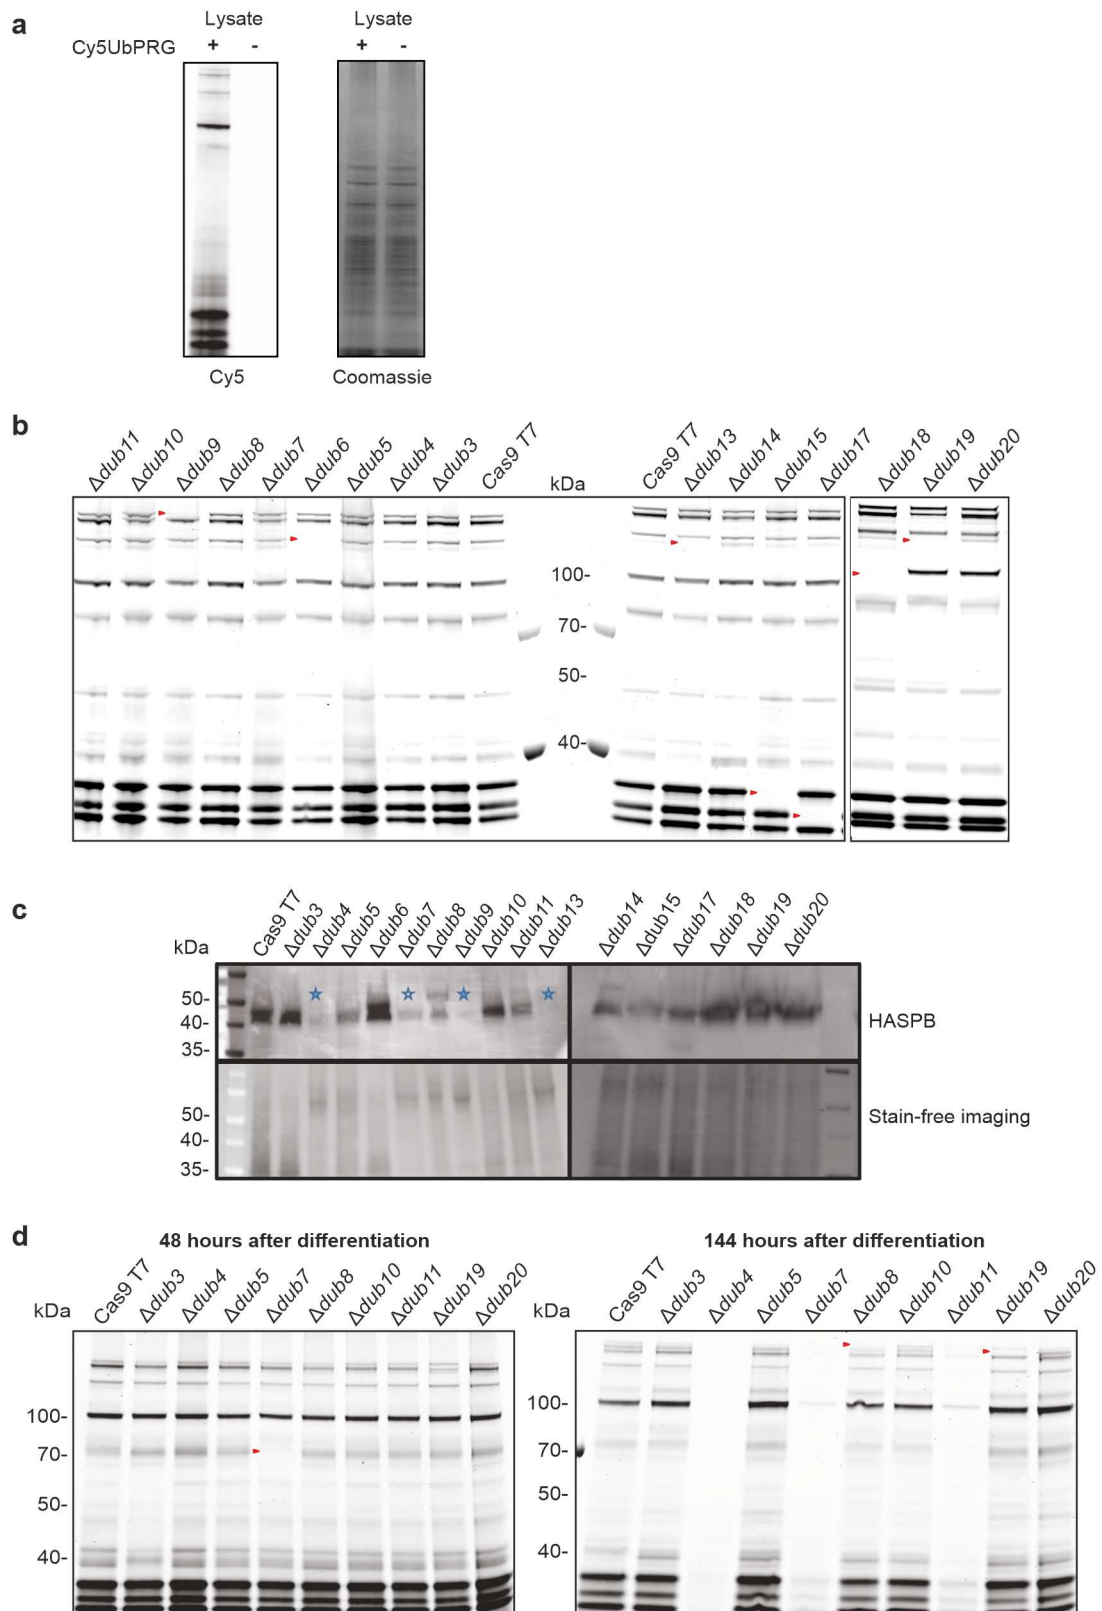 a
Lysate Lysate
Cy5UbPRG + - + -
Cy5 Coomassie
b
Δdub11 Δdub10 Δdub9 Δdub8 Δdub7 Δdub6 Δdub5 Δdub4 Δdub3 Cas9 T7 kDa Cas9 T7 Δdub13 Δdub14 Δdub15 Δdub17 Δdub18 Δdub19 Δdub20
100-
70-
50-
40-
c
kDa Cas9 T7 Δdub3 Δdub4 Δdub5 Δdub6 Δdub7 Δdub8 Δdub9 Δdub10 Δdub11 Δdub13 Δdub14 Δdub15 Δdub17 Δdub18 Δdub19 Δdub20
50-
40-
35-
HASPB
50-
40-
35-
Stain-free imaging
d
48 hours after differentiation 144 hours after differentiation
kDa Cas9 T7 Δdub3 Δdub4 Δdub5 Δdub7 Δdub8 Δdub10 Δdub11 Δdub19 Δdub20 kDa Cas9 T7 Δdub3 Δdub4 Δdub5 Δdub7 Δdub8 Δdub10 Δdub11 Δdub19 Δdub20
100- 100-
70- 70-
50- 50-
40- 40-